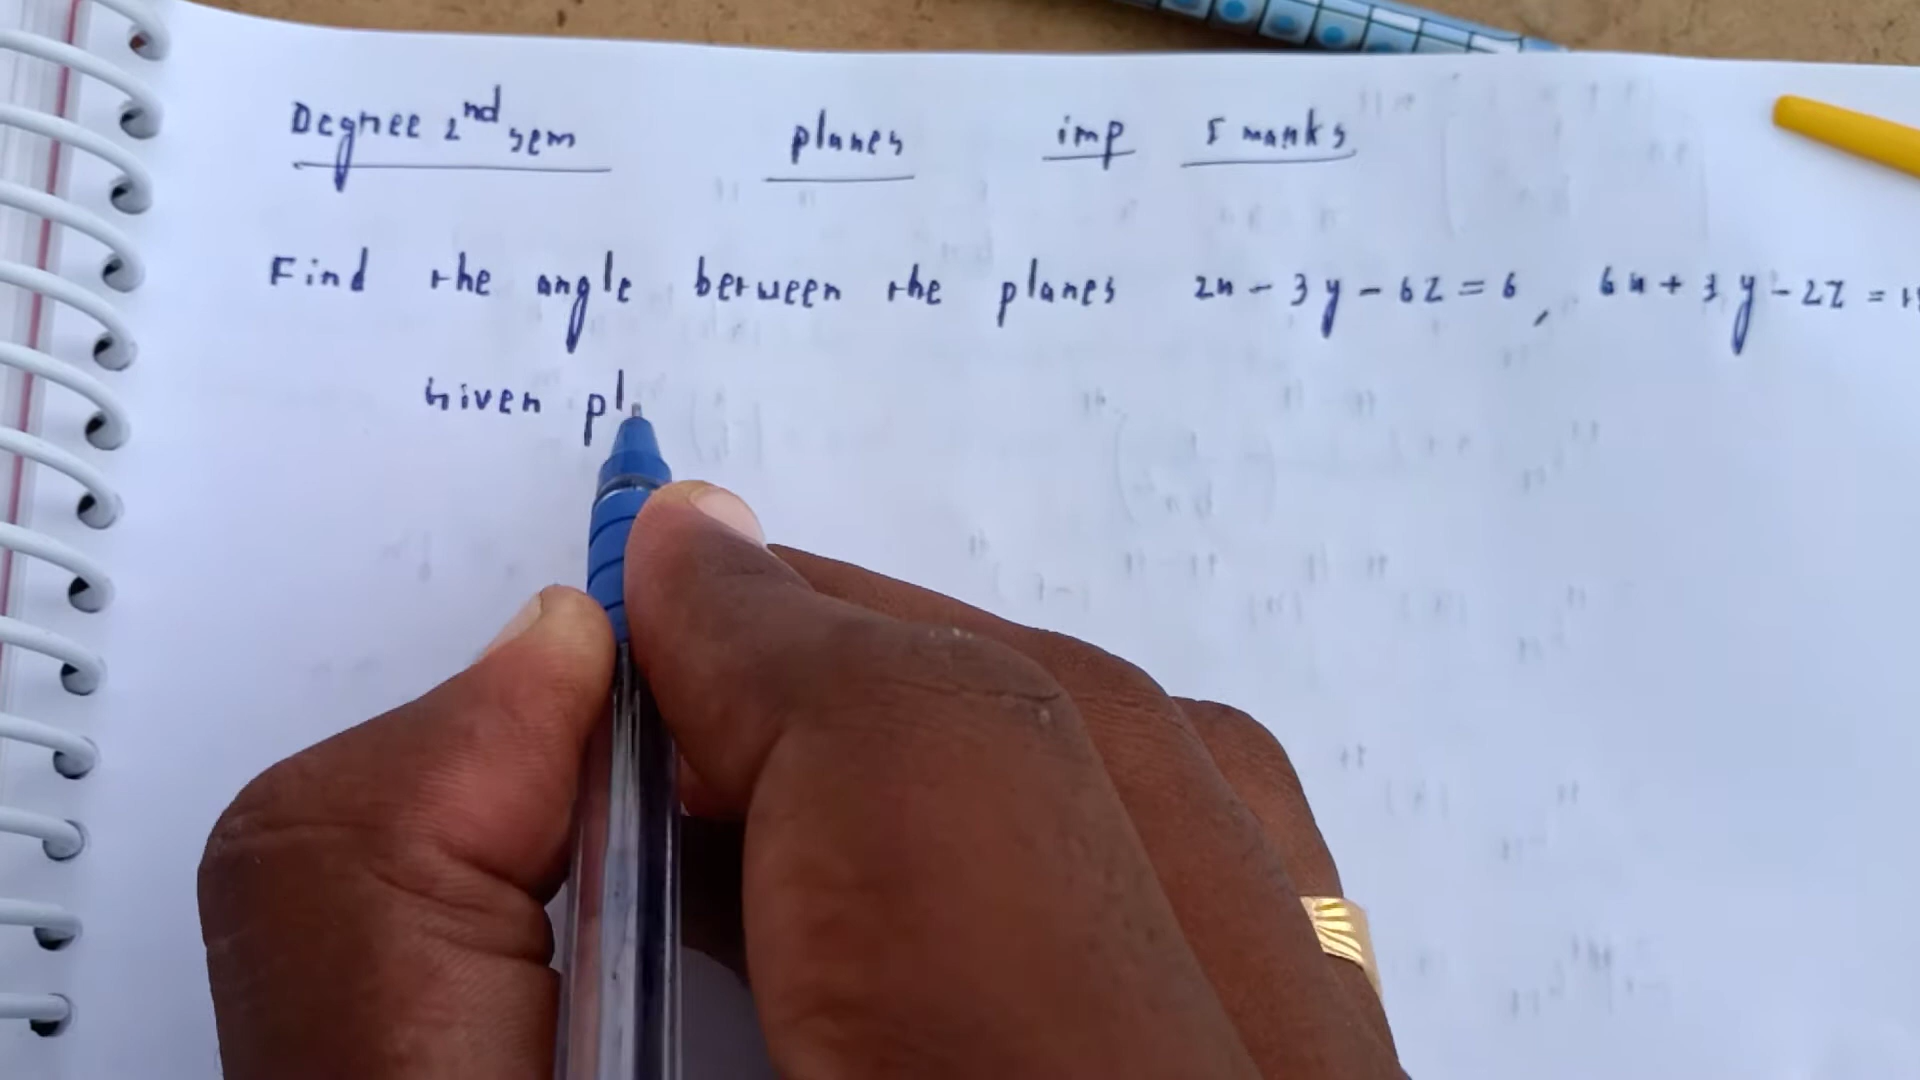 Degree 2nd sem planes imp 5 marks
Find the angle between the planes 2x - 3y - 6z = 6, 6x + 3y - 2z =
Given pl